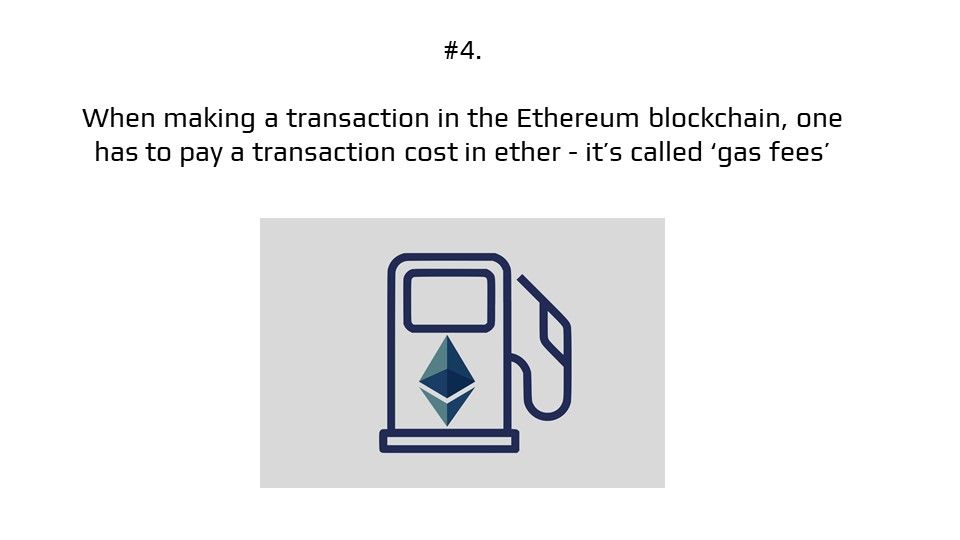 #4.
When making a transaction in the Ethereum blockchain, one
has to pay a transaction cost in ether - it’s called ‘gas fees’